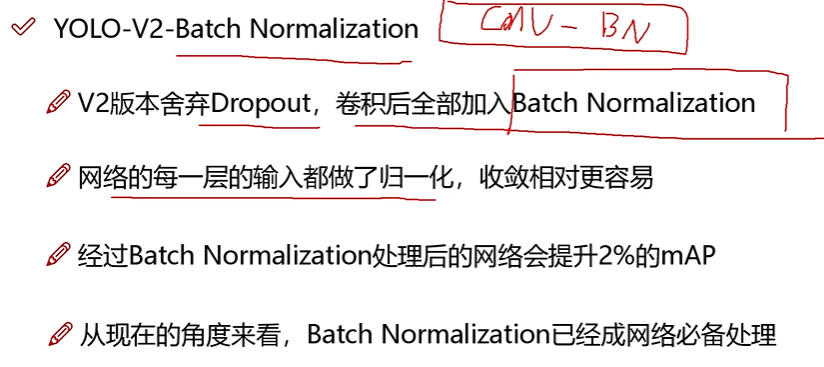 YOLO-V2-Batch Normalization CONV - BN
V2版本舍弃Dropout，卷积后全部加入Batch Normalization
网络的每一层的输入都做了归一化，收敛相对更容易
经过Batch Normalization处理后的网络会提升2%的mAP
从现在的角度来看，Batch Normalization已经成网络必备处理